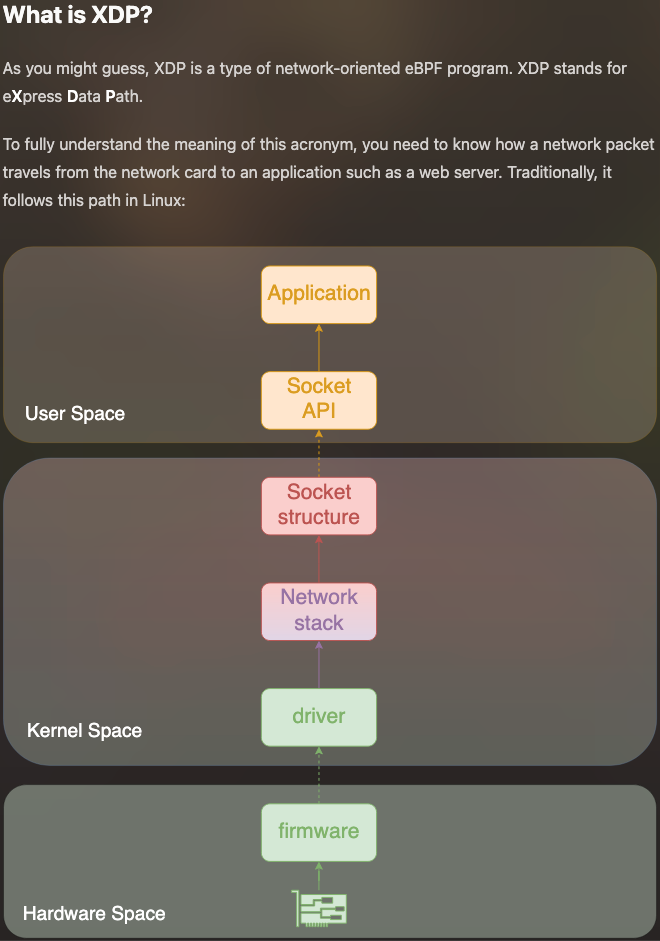 What is XDP?
As you might guess, XDP is a type of network-oriented eBPF program. XDP stands for
eXpress Data Path.
To fully understand the meaning of this acronym, you need to know how a network packet
travels from the network card to an application such as a web server. Traditionally, it
follows this path in Linux:
Application
Socket
API
User Space
Socket
structure
Network
stack
driver
Kernel Space
firmware
Hardware Space